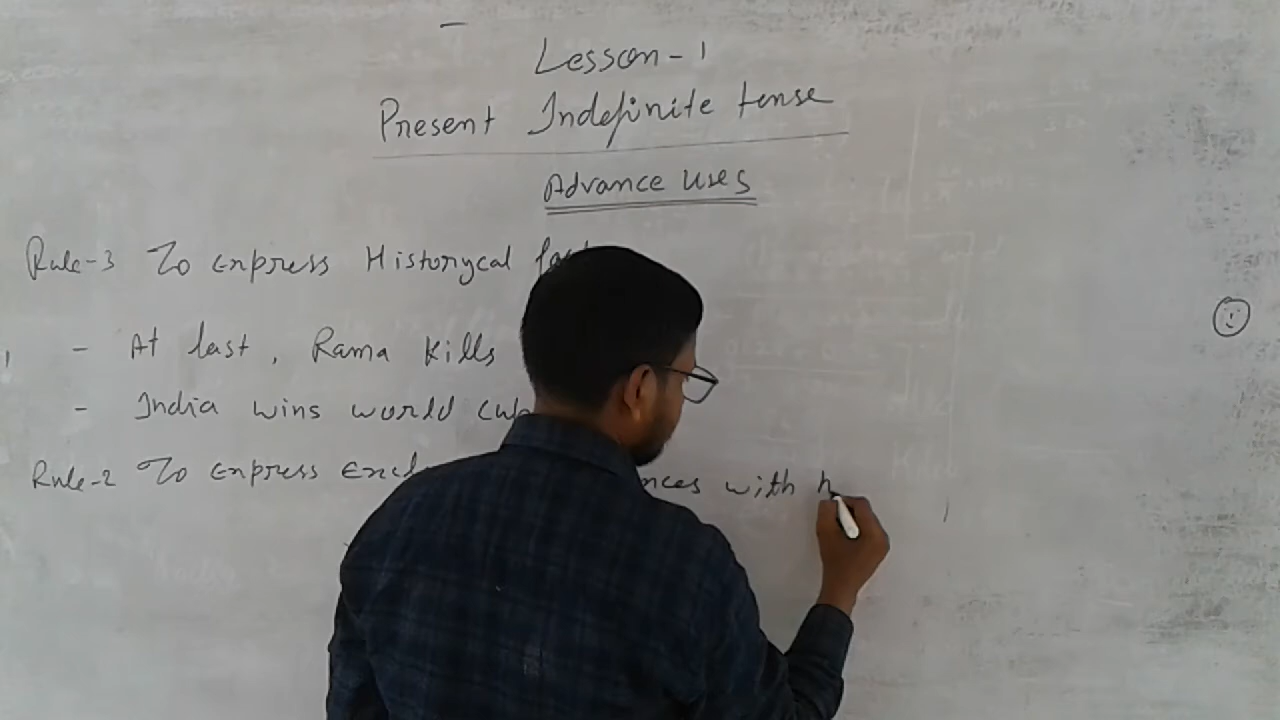 Lesson - 1
Present Indefinite tense
Advance uses
Rule-3 To express Historycal
- At last, Rama kills
- India wins world cup
Rule-2 To express with